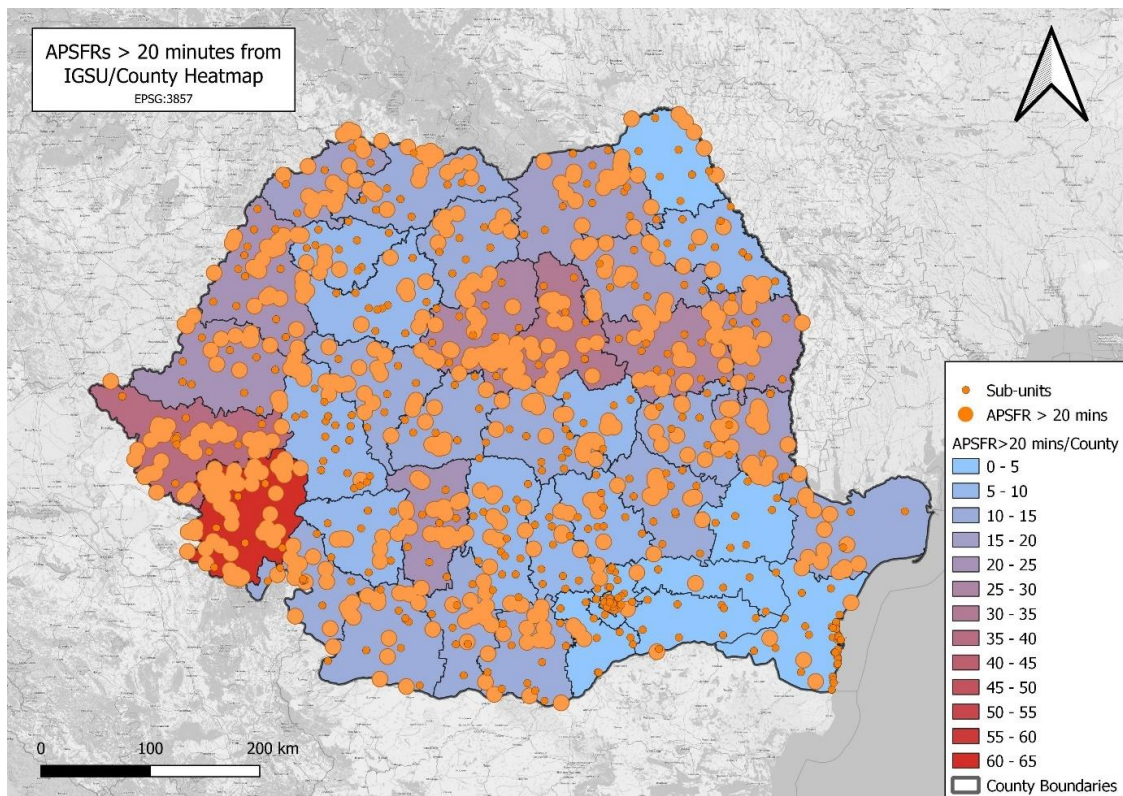 APSFRs > 20 minutes from
IGSU/County Heatmap
EPSG:3857
Sub-units
APSFR > 20 mins
APSFR>20 mins/County
0 - 5
5 - 10
10 - 15
15 - 20
20 - 25
25 - 30
30 - 35
35 - 40
40 - 45
45 - 50
50 - 55
55 - 60
60 - 65
County Boundaries
0 100 200 km